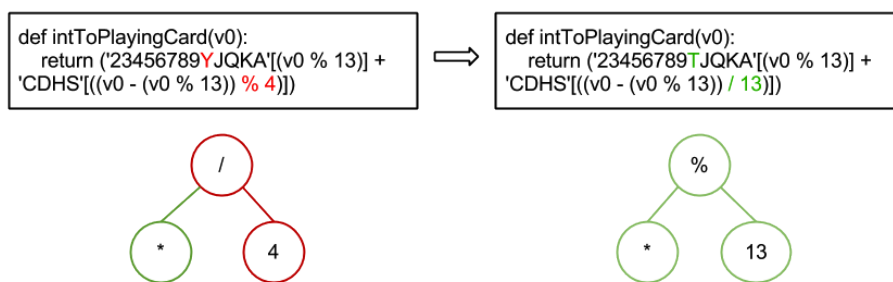 def intToPlayingCard(v0):
return ('23456789YJQKA'[(v0 % 13)] +
'CDHS'[((v0 - (v0 % 13)) % 4)])
def intToPlayingCard(v0):
return ('23456789TJQKA'[(v0 % 13)] +
'CDHS'[((v0 - (v0 % 13)) / 13)])
/
* 4
%
* 13